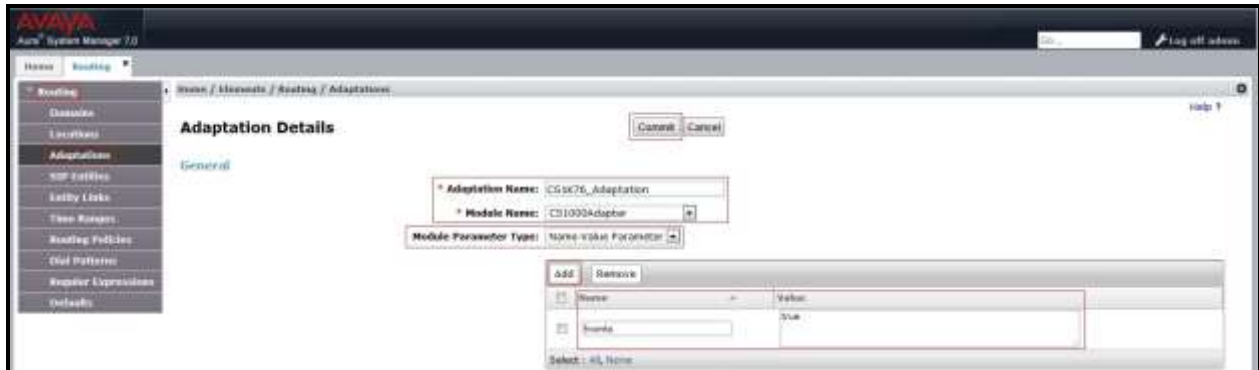 AVAYA
Aura® System Manager 7.0
Go...
Log off admin
Home Routing
Routing
Home / Elements / Routing / Adaptations
Help ?
Domains
Locations
Adaptations
SIP Entities
Entity Links
Time Ranges
Routing Policies
Dial Patterns
Regular Expressions
Defaults
Adaptation Details
Commit Cancel
General
* Adaptation Name: CS1K76_Adaptation
* Module Name: CS1000Adapter
Module Parameter Type: Name-Value Parameter
Add Remove
Name Value
true
Select : All, None